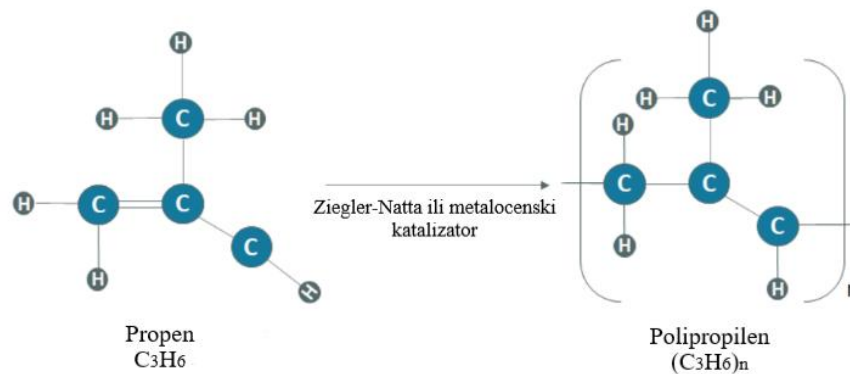 H
H C H
H C C
C
H H
Propen
C3H6
Ziegler-Natta ili metalocenski
katalizator
H
H C H
H
C C
C
H H
n
Polipropilen
(C3H6)n